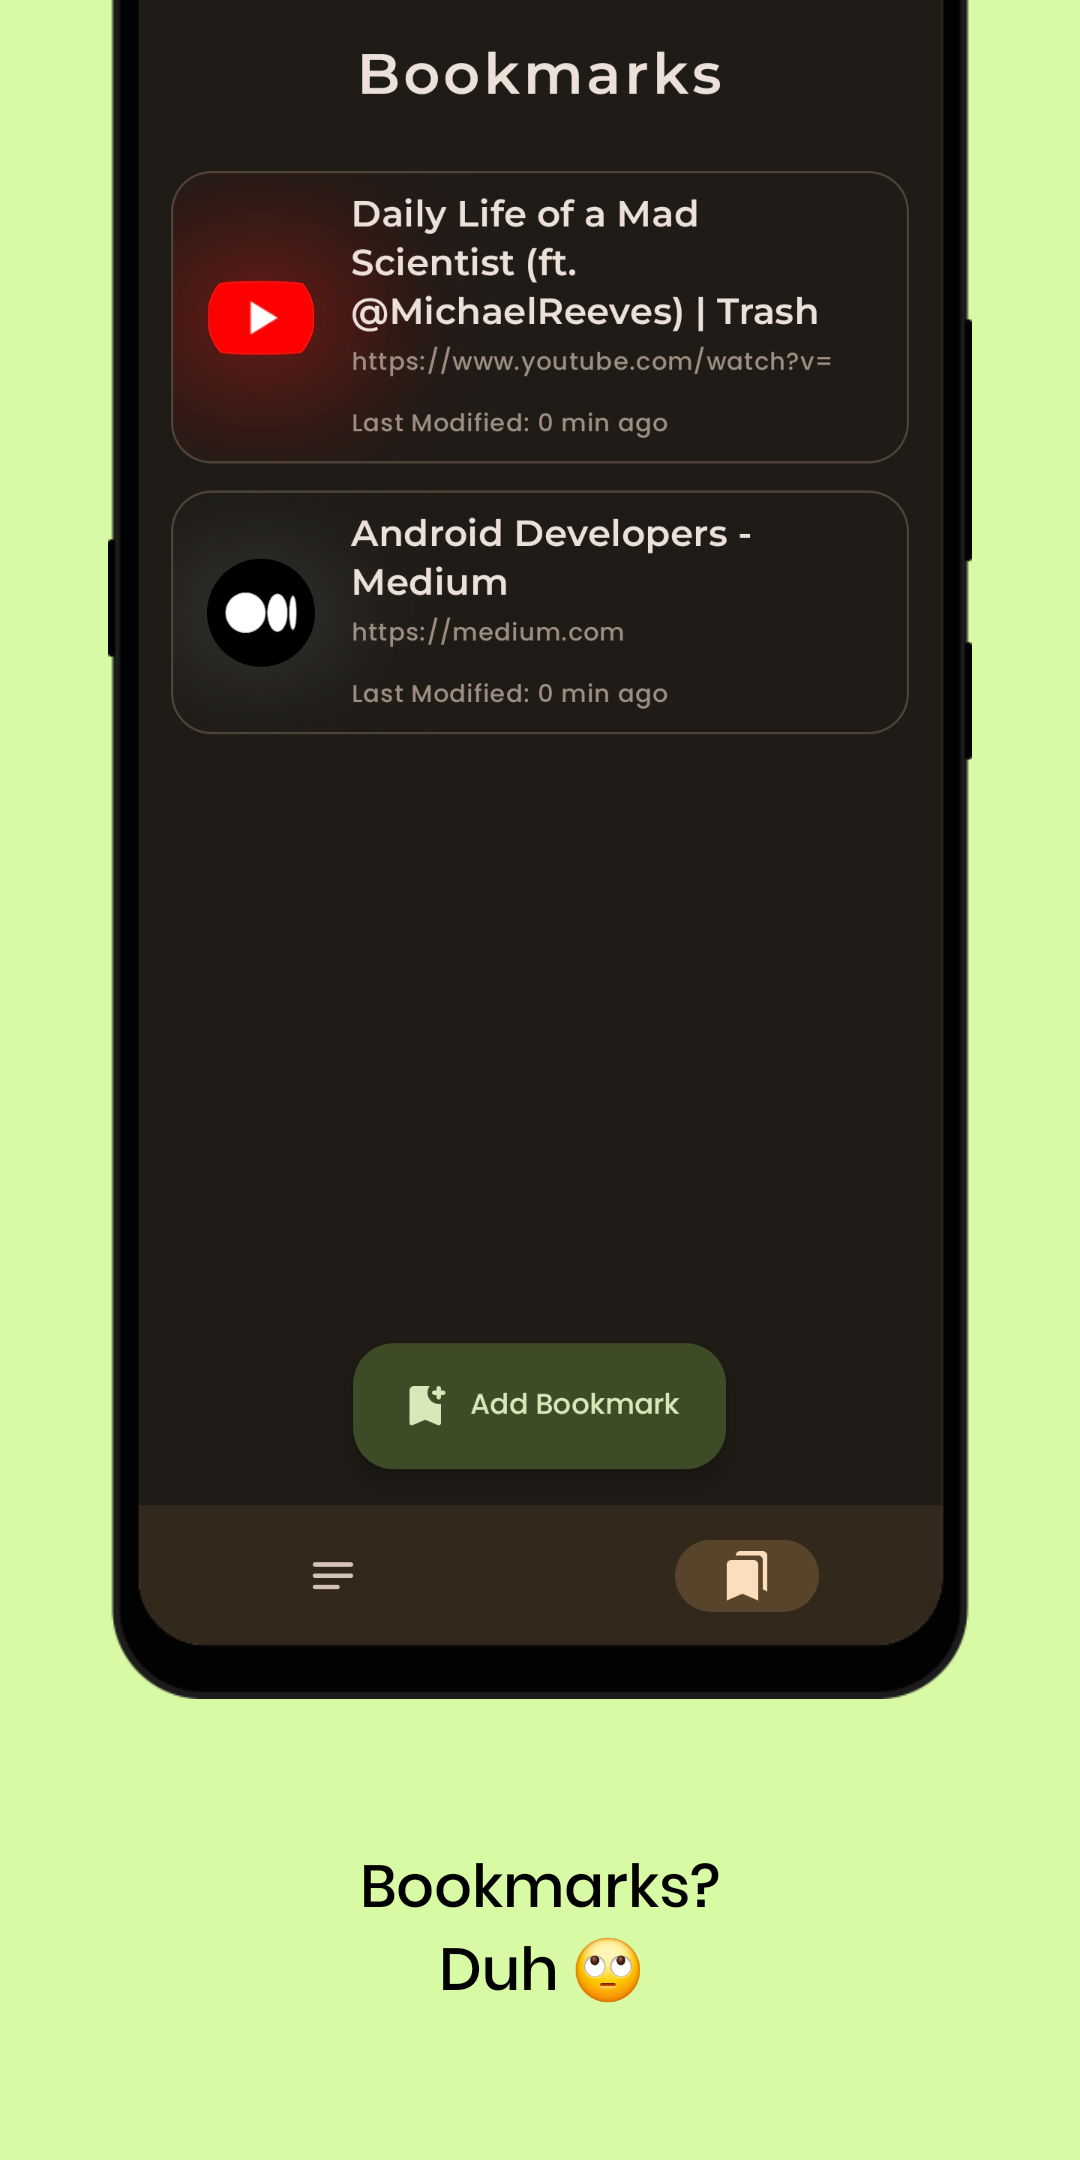 Bookmarks
Daily Life of a Mad
Scientist (ft.
@MichaelReeves) | Trash
https://www.youtube.com/watch?v=
Last Modified: 0 min ago
Android Developers -
Medium
https://medium.com
Last Modified: 0 min ago
Add Bookmark
Bookmarks?
Duh 🙄